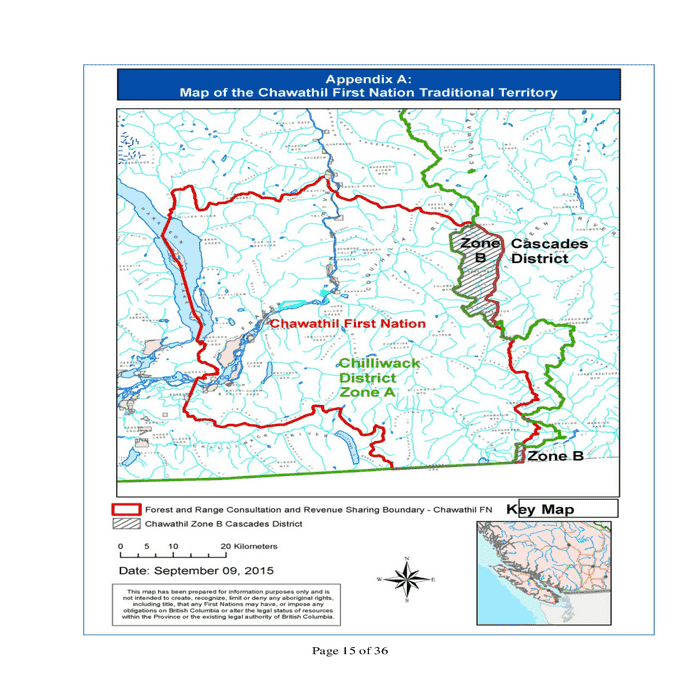 Appendix A:
Map of the Chawathil First Nation Traditional Territory
Zone B
Cascades District
Chawathil First Nation
Chilliwack
District
Zone A
Zone B
Forest and Range Consultation and Revenue Sharing Boundary - Chawathil FN
Key Map
Chawathil Zone B Cascades District
0 5 10 20 Kilometers
Date: September 09, 2015
N
W E
S
This map has been prepared for information purposes only and is
not intended to create, recognize, limit or deny any aboriginal rights,
including title, that any First Nations may have, or impose any
obligations on British Columbia or alter the legal status of resources
within the Province or the existing legal authority of British Columbia.
Page 15 of 36